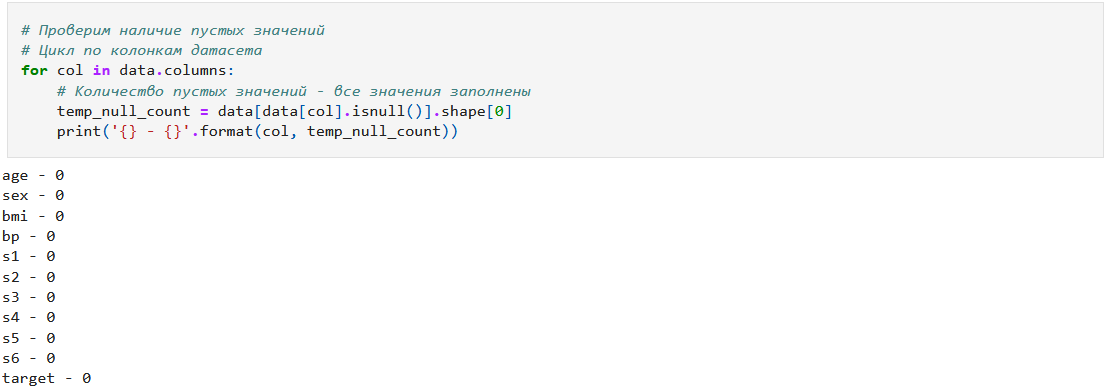 # Проверим наличие пустых значений
# Цикл по колонкам датасета
for col in data.columns:
    # Количество пустых значений - все значения заполнены
    temp_null_count = data[data[col].isnull()].shape[0]
    print('{} - {}'.format(col, temp_null_count))
age - 0
sex - 0
bmi - 0
bp - 0
s1 - 0
s2 - 0
s3 - 0
s4 - 0
s5 - 0
s6 - 0
target - 0